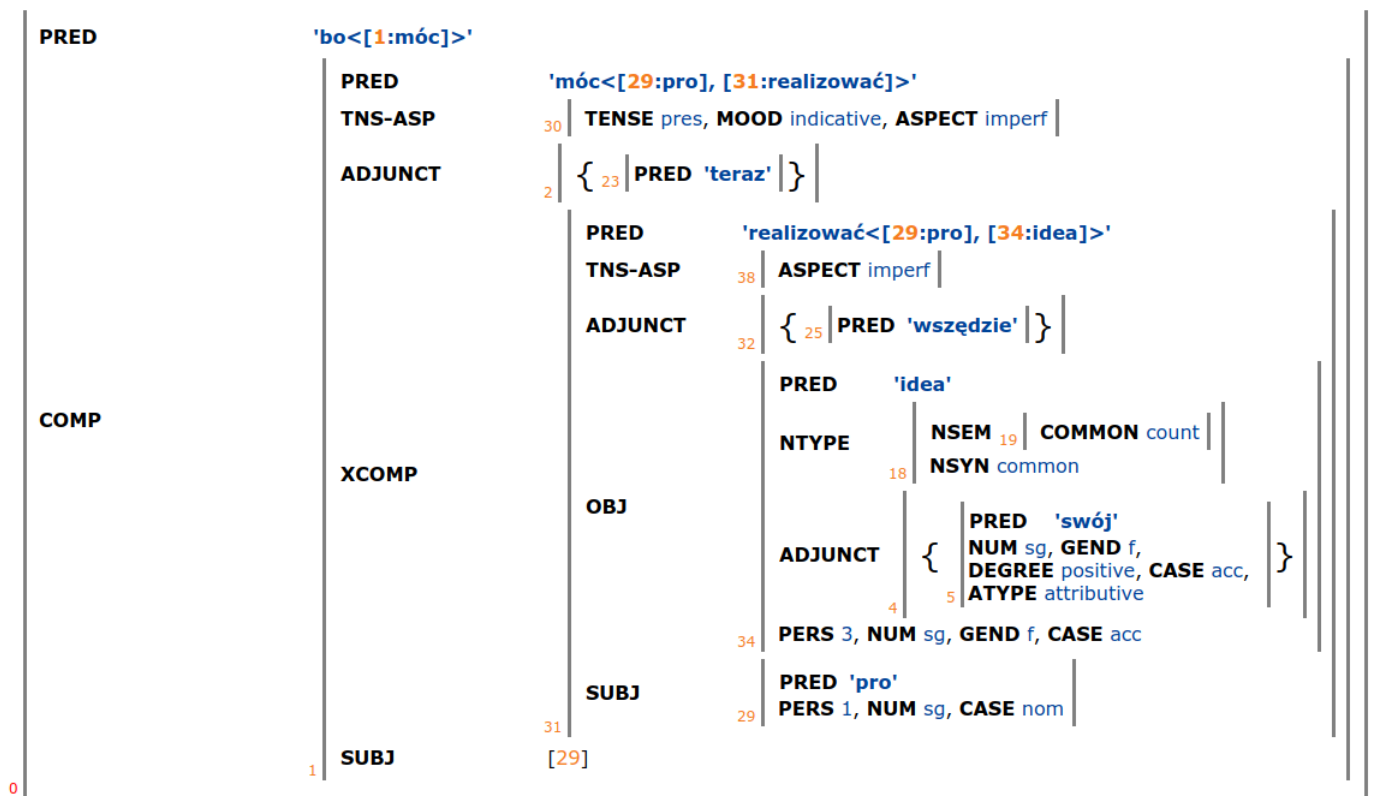 PRED 'bo<[1:móc]>'
PRED 'móc<[29:pro], [31:realizować]>'
TNS-ASP 30 TENSE pres, MOOD indicative, ASPECT imperf
ADJUNCT 2 { 23 PRED 'teraz' }
PRED 'realizować<[29:pro], [34:idea]>'
TNS-ASP 38 ASPECT imperf
ADJUNCT 32 { 25 PRED 'wszędzie' }
PRED 'idea'
COMP
NTYPE 18 NSEM 19 COMMON count
NSYN common
XCOMP
OBJ
ADJUNCT 4 { 5 PRED 'swój'
NUM sg, GEND f,
DEGREE positive, CASE acc,
ATYPE attributive }
34 PERS 3, NUM sg, GEND f, CASE acc
SUBJ 29 PRED 'pro'
PERS 1, NUM sg, CASE nom
31
1 SUBJ [29]
0